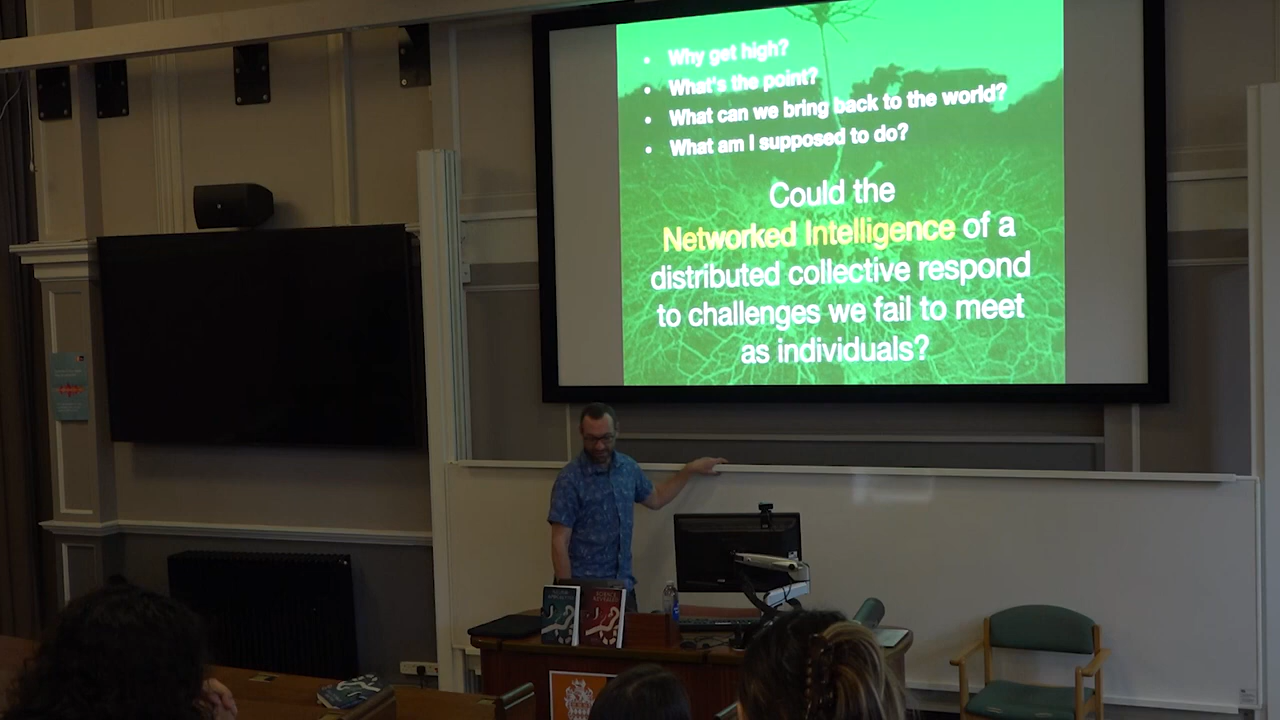 • Why get high?
• What's the point?
• What can we bring back to the world?
• What am I supposed to do?
Could the
Networked Intelligence of a
distributed collective respond
to challenges we fail to meet
as individuals?